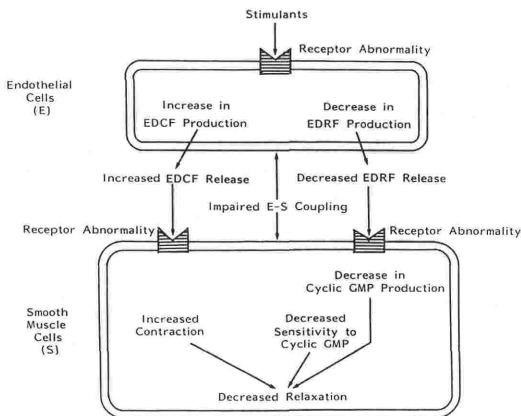 Stimulants
Receptor Abnormality
Endothelial
Cells
(E)
Increase in
EDCF Production
Decrease in
EDRF Production
Increased EDCF Release
Decreased EDRF Release
Impaired E-S Coupling
Receptor Abnormality
Receptor Abnormality
Smooth
Muscle
Cells
(S)
Decrease in
Cyclic GMP Production
Increased
Contraction
Decreased
Sensitivity to
Cyclic GMP
Decreased Relaxation